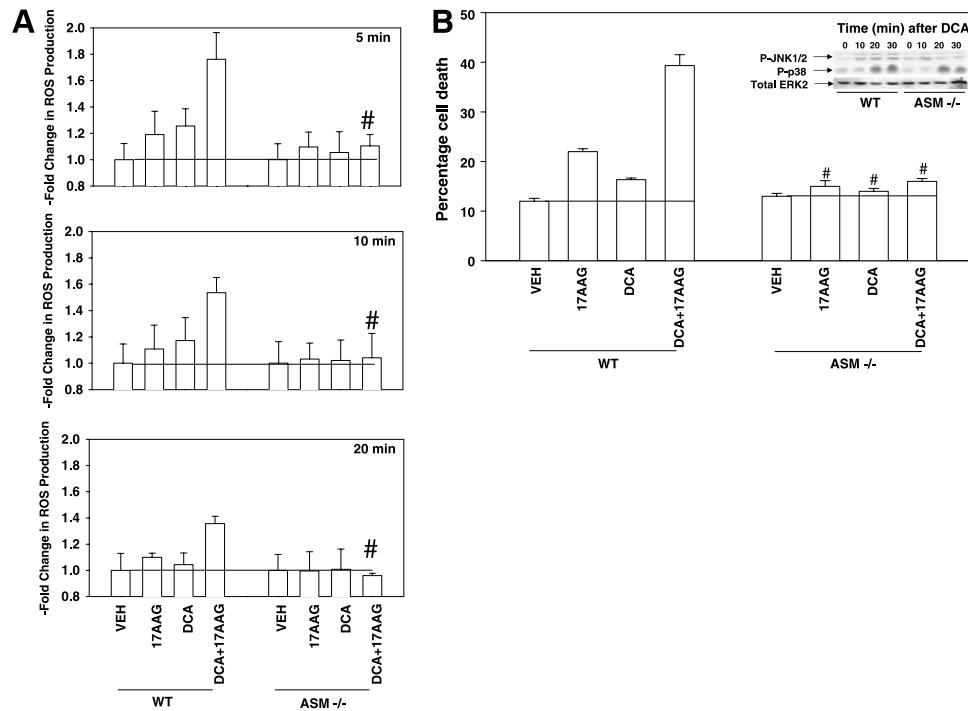 A
-Fold Change in ROS Production
2.0
1.8
1.6
1.4
1.2
1.0
0.8
5 min
#
-Fold Change in ROS Production
2.0
1.8
1.6
1.4
1.2
1.0
0.8
10 min
#
-Fold Change in ROS Production
2.0
1.8
1.6
1.4
1.2
1.0
0.8
20 min
#
VEH
17AAG
DCA
DCA+17AAG
VEH
17AAG
DCA
DCA+17AAG
WT
ASM -/-
B
Percentage cell death
50
40
30
20
10
0
Time (min) after DCA
0 10 20 30 0 10 20 30
P-JNK1/2
P-p38
Total ERK2
WT
ASM -/-
# # #
VEH
17AAG
DCA
DCA+17AAG
VEH
17AAG
DCA
DCA+17AAG
WT
ASM -/-